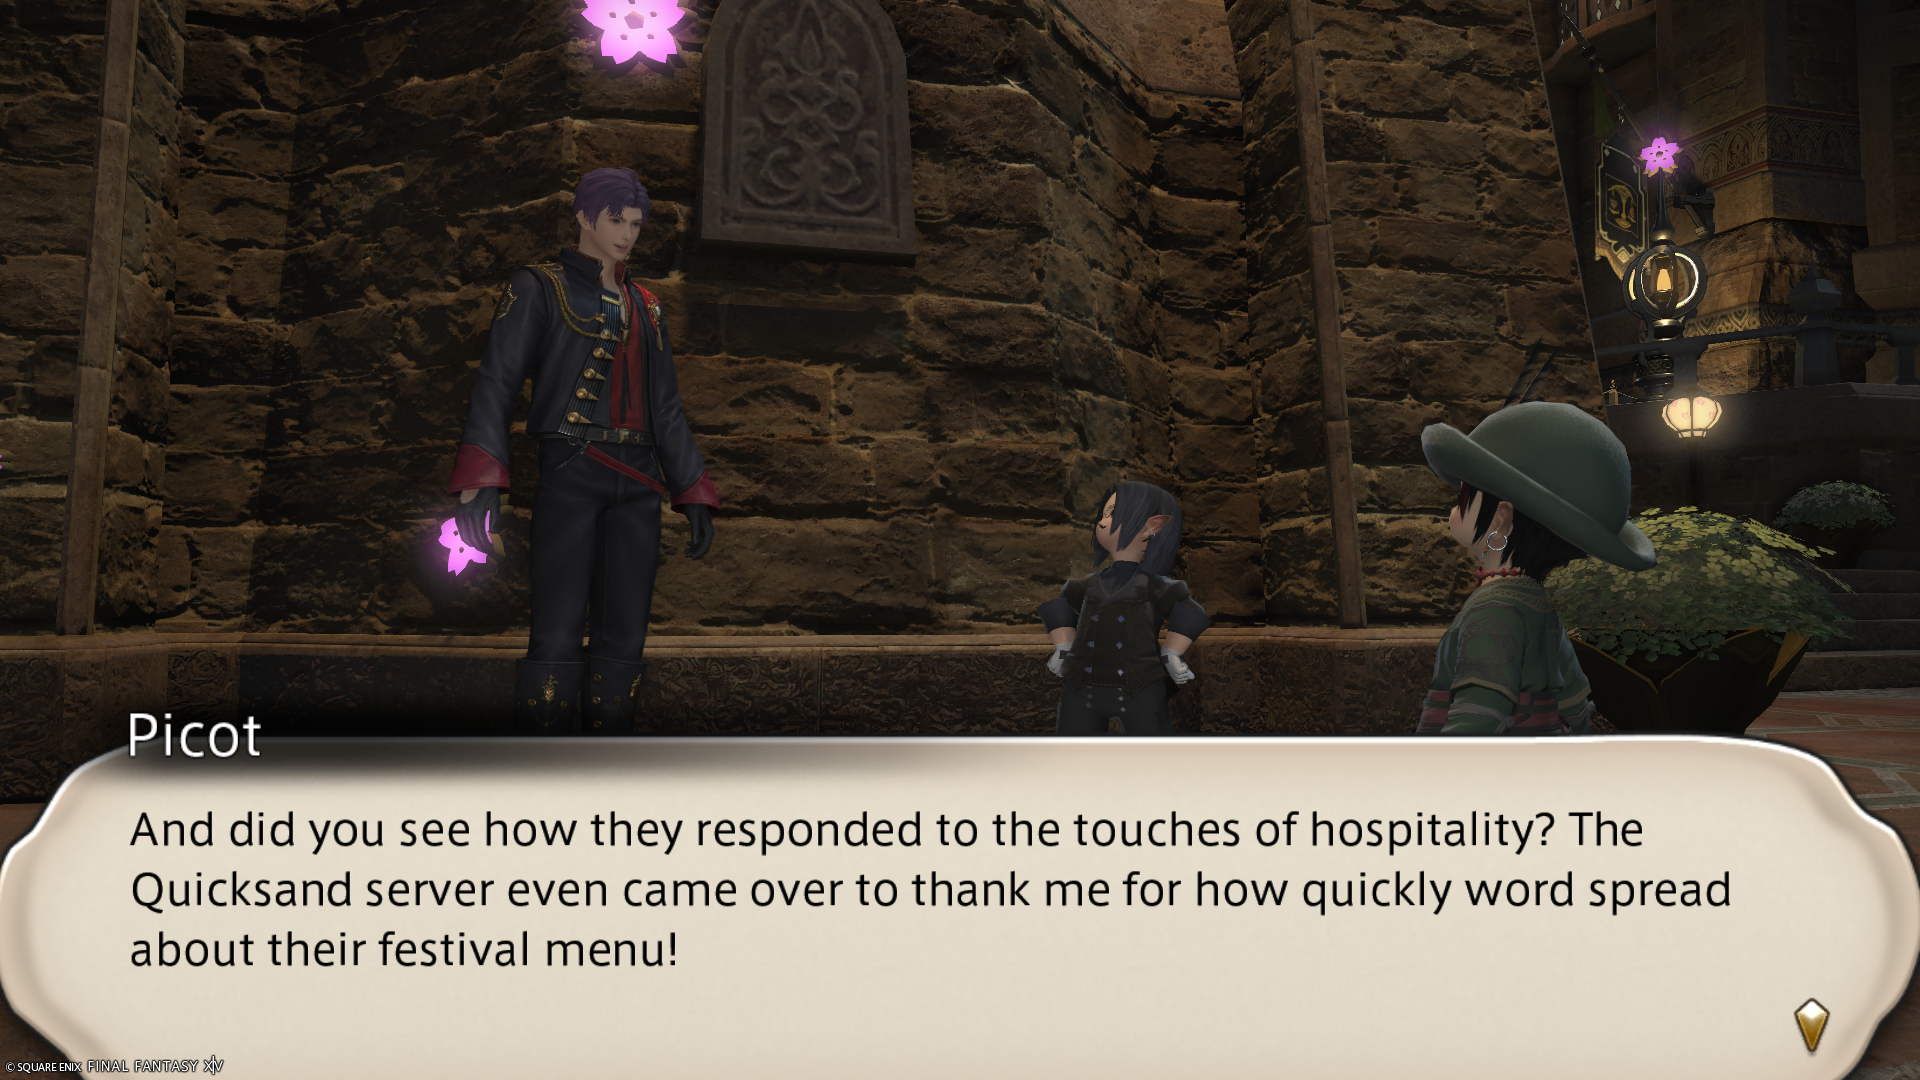 Picot
And did you see how they responded to the touches of hospitality? The
Quicksand server even came over to thank me for how quickly word spread
about their festival menu!
© SQUARE ENIX FINAL FANTASY XIV